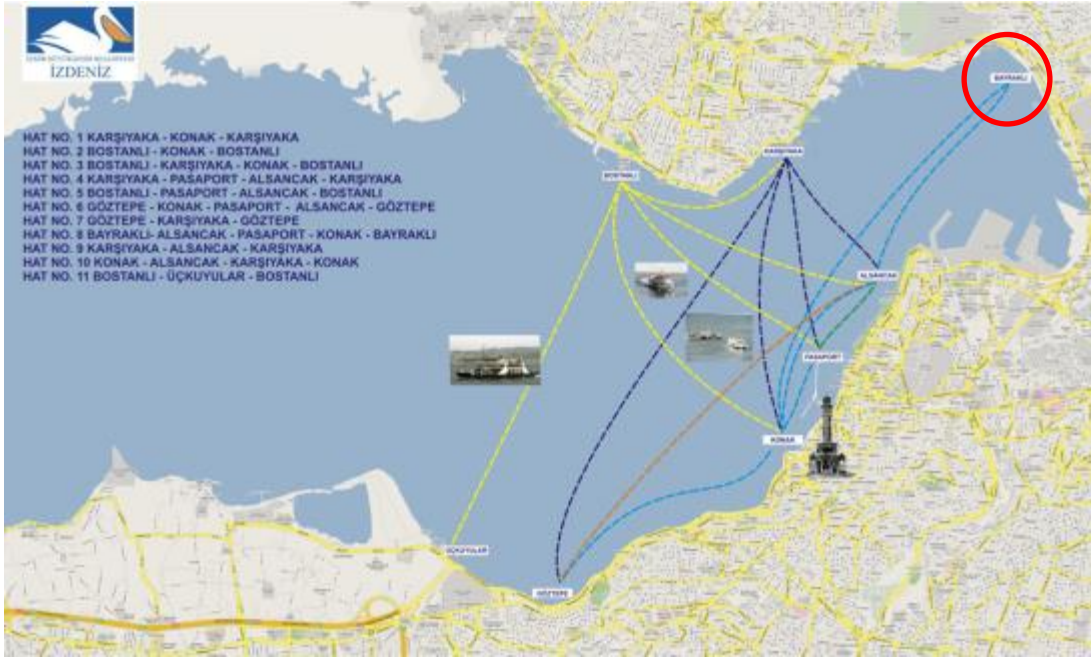 İZMİR BÜYÜKŞEHİR BELEDİYESİ
İZDENİZ
HAT NO. 1 KARŞIYAKA - KONAK - KARŞIYAKA
HAT NO. 2 BOSTANLI - KONAK - BOSTANLI
HAT NO. 3 BOSTANLI - KARŞIYAKA - KONAK - BOSTANLI
HAT NO. 4 KARŞIYAKA - PASAPORT - ALSANCAK - KARŞIYAKA
HAT NO. 5 BOSTANLI - PASAPORT - ALSANCAK - BOSTANLI
HAT NO. 6 GÖZTEPE - KONAK - PASAPORT - ALSANCAK - GÖZTEPE
HAT NO. 7 GÖZTEPE - KARŞIYAKA - GÖZTEPE
HAT NO. 8 BAYRAKLI- ALSANCAK - PASAPORT - KONAK - BAYRAKLI
HAT NO. 9 KARŞIYAKA - ALSANCAK - KARŞIYAKA
HAT NO. 10 KONAK - ALSANCAK - KARŞIYAKA - KONAK
HAT NO. 11 BOSTANLI - ÜÇKUYULAR - BOSTANLI
BAYRAKLI
KARŞIYAKA
BOSTANLI
ALSANCAK
PASAPORT
KONAK
ÜÇKUYULAR
GÖZTEPE